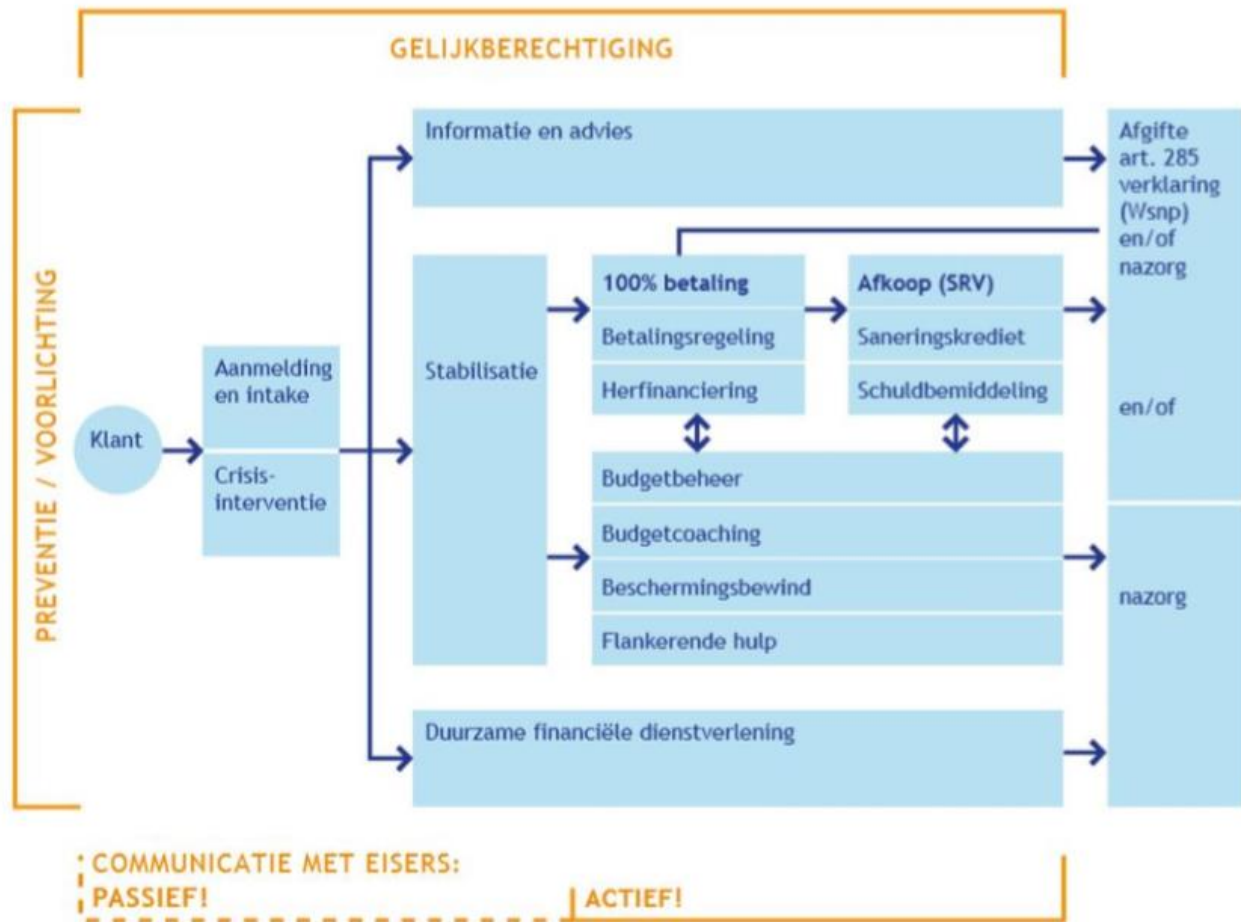 GELIJKBERECHTIGING
PREVENTIE / VOORLICHTING
Klant
Aanmelding
en intake
Crisis-
interventie
Informatie en advies
Stabilisatie
100% betaling
Betalingsregeling
Herfinanciering
Afkoop (SRV)
Saneringskrediet
Schuldbemiddeling
Budgetbeheer
Budgetcoaching
Beschermingsbewind
Flankerende hulp
Duurzame financiële dienstverlening
Afgifte
art. 285
verklaring
(Wsnp)
en/of
nazorg
en/of
nazorg
COMMUNICATIE MET EISERS:
PASSIEF!
ACTIEF!